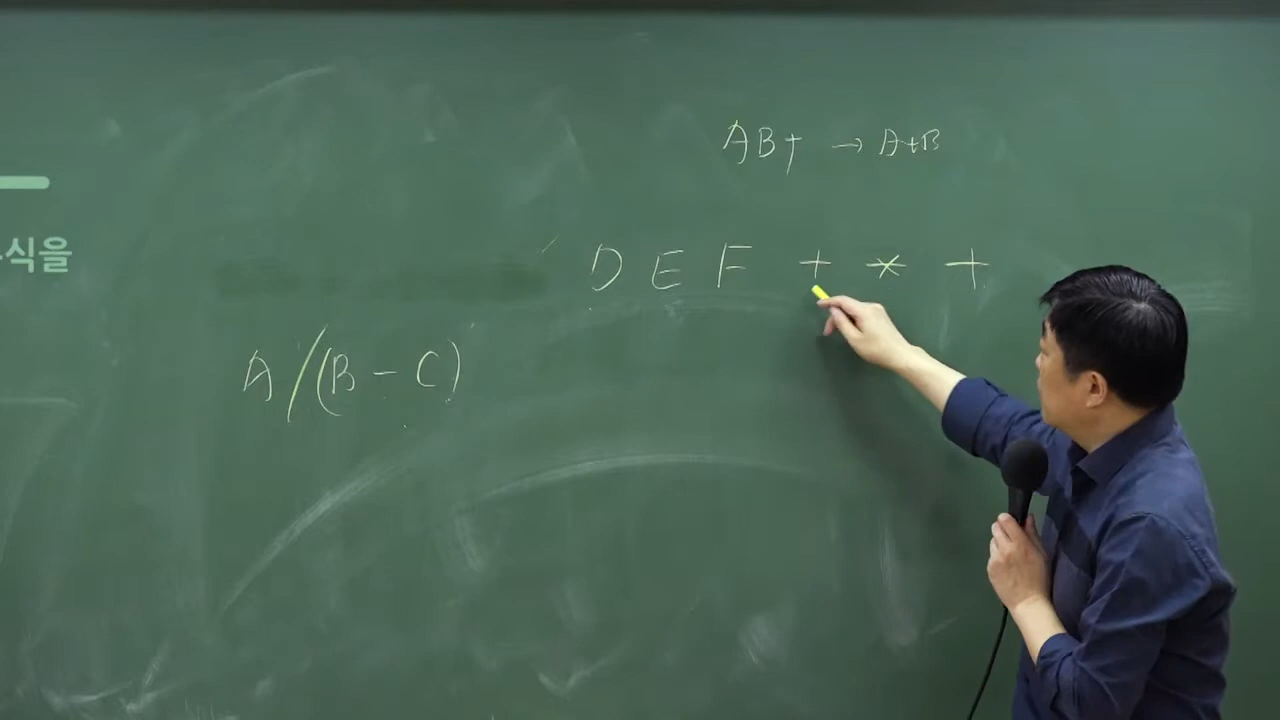 AB+ → A+B
식을
D E F + * +
A/(B-C)